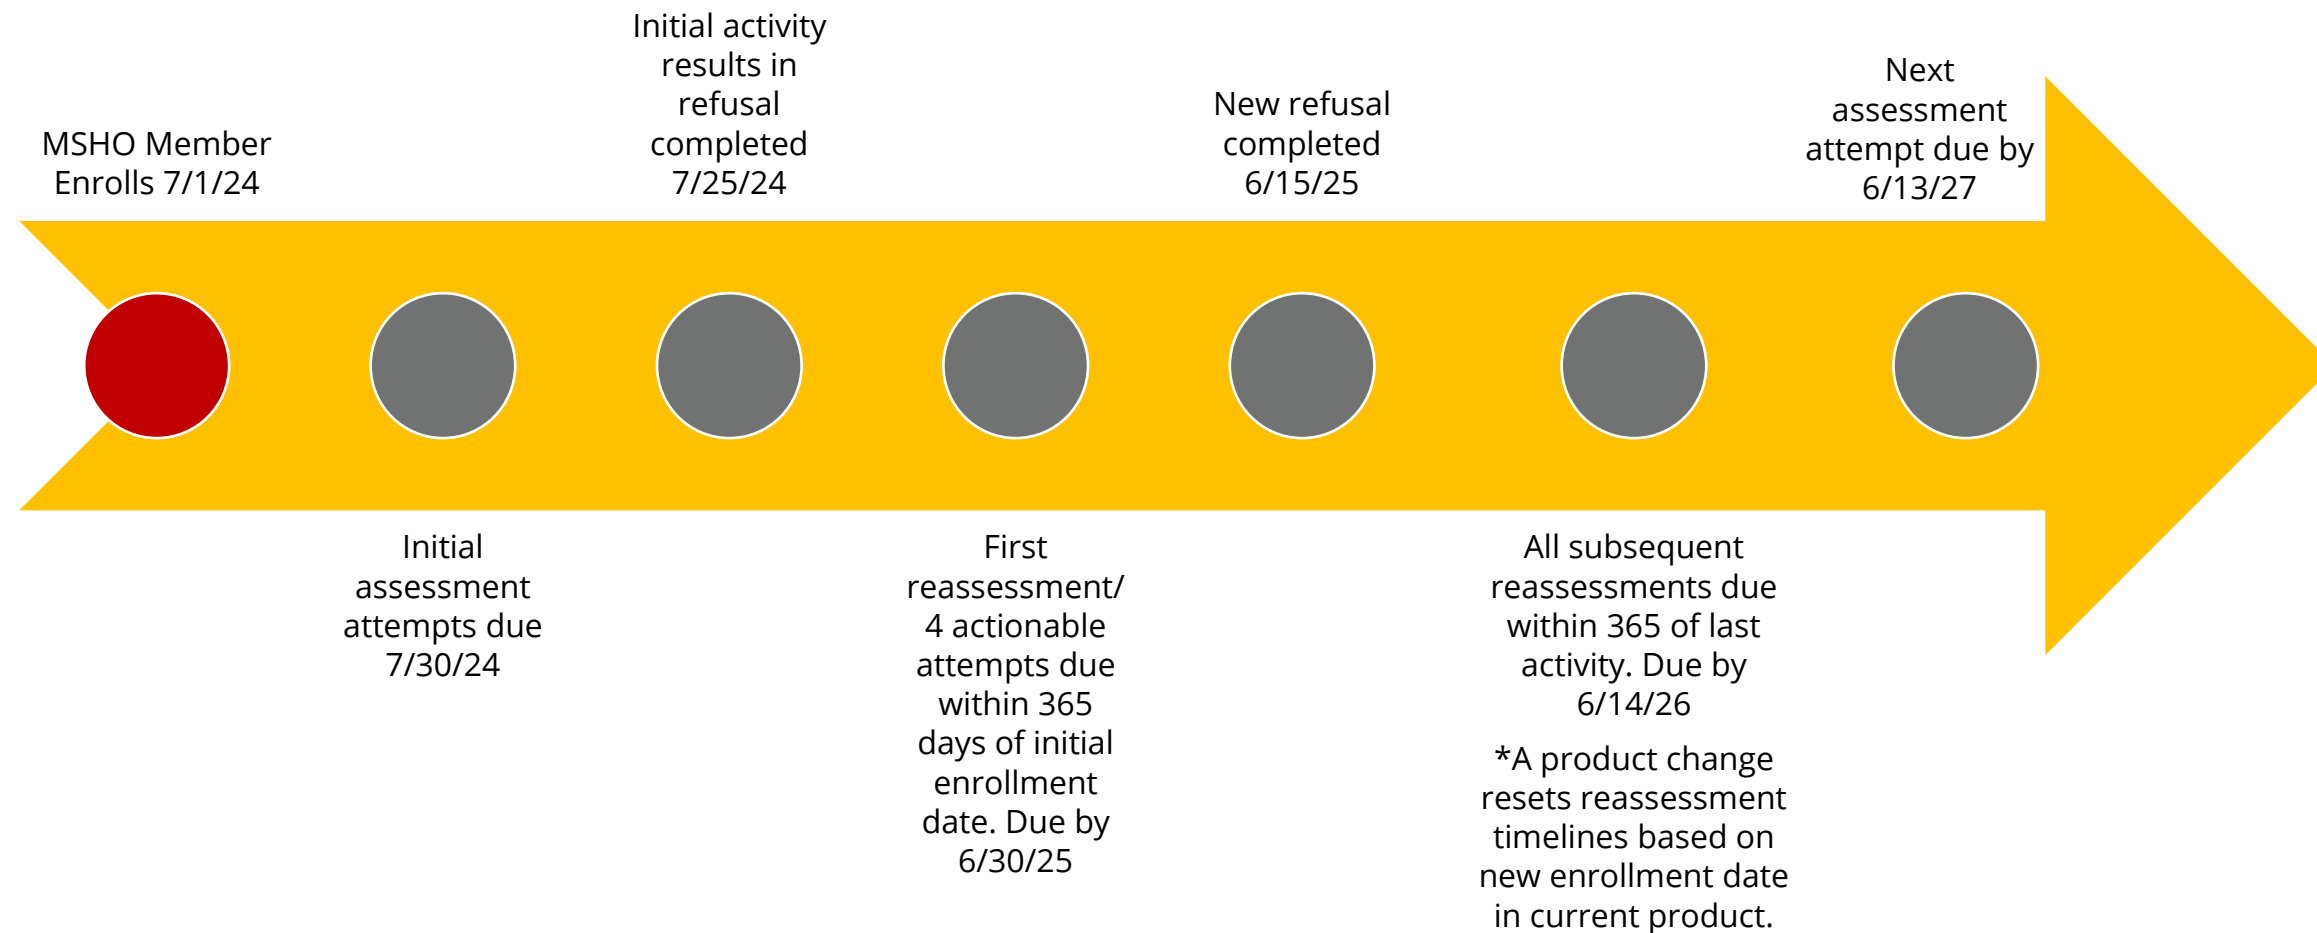 MSHO Member
Enrolls 7/1/24
Initial
assessment
attempts due
7/30/24
Initial activity
results in
refusal
completed
7/25/24
First
reassessment/
4 actionable
attempts due
within 365
days of initial
enrollment
date. Due by
6/30/25
New refusal
completed
6/15/25
All subsequent
reassessments due
within 365 of last
activity. Due by
6/14/26
*A product change
resets reassessment
timelines based on
new enrollment date
in current product.
Next
assessment
attempt due by
6/13/27